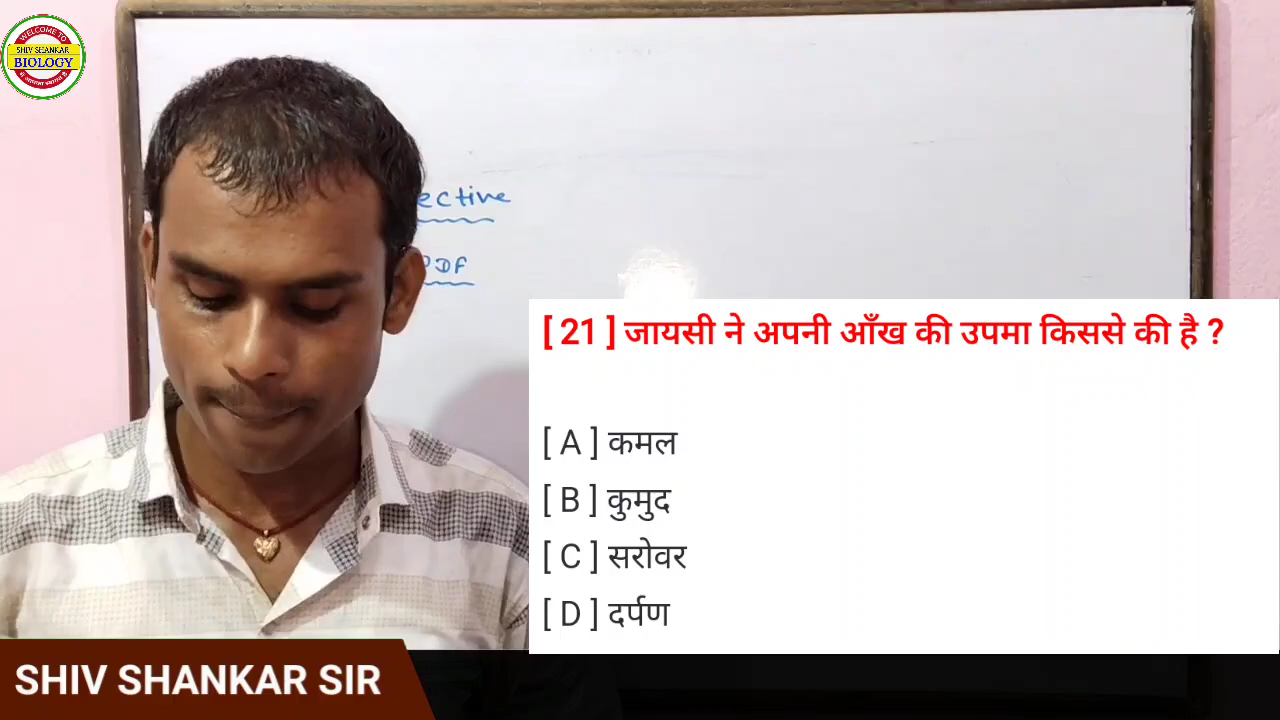 WELCOME TO
SHIV SHANKAR
BIOLOGY
ective
PDF
[ 21 ] जायसी ने अपनी आँख की उपमा किससे की है ?
[ A ] कमल
[ B ] कुमुद
[ C ] सरोवर
[ D ] दर्पण
SHIV SHANKAR SIR